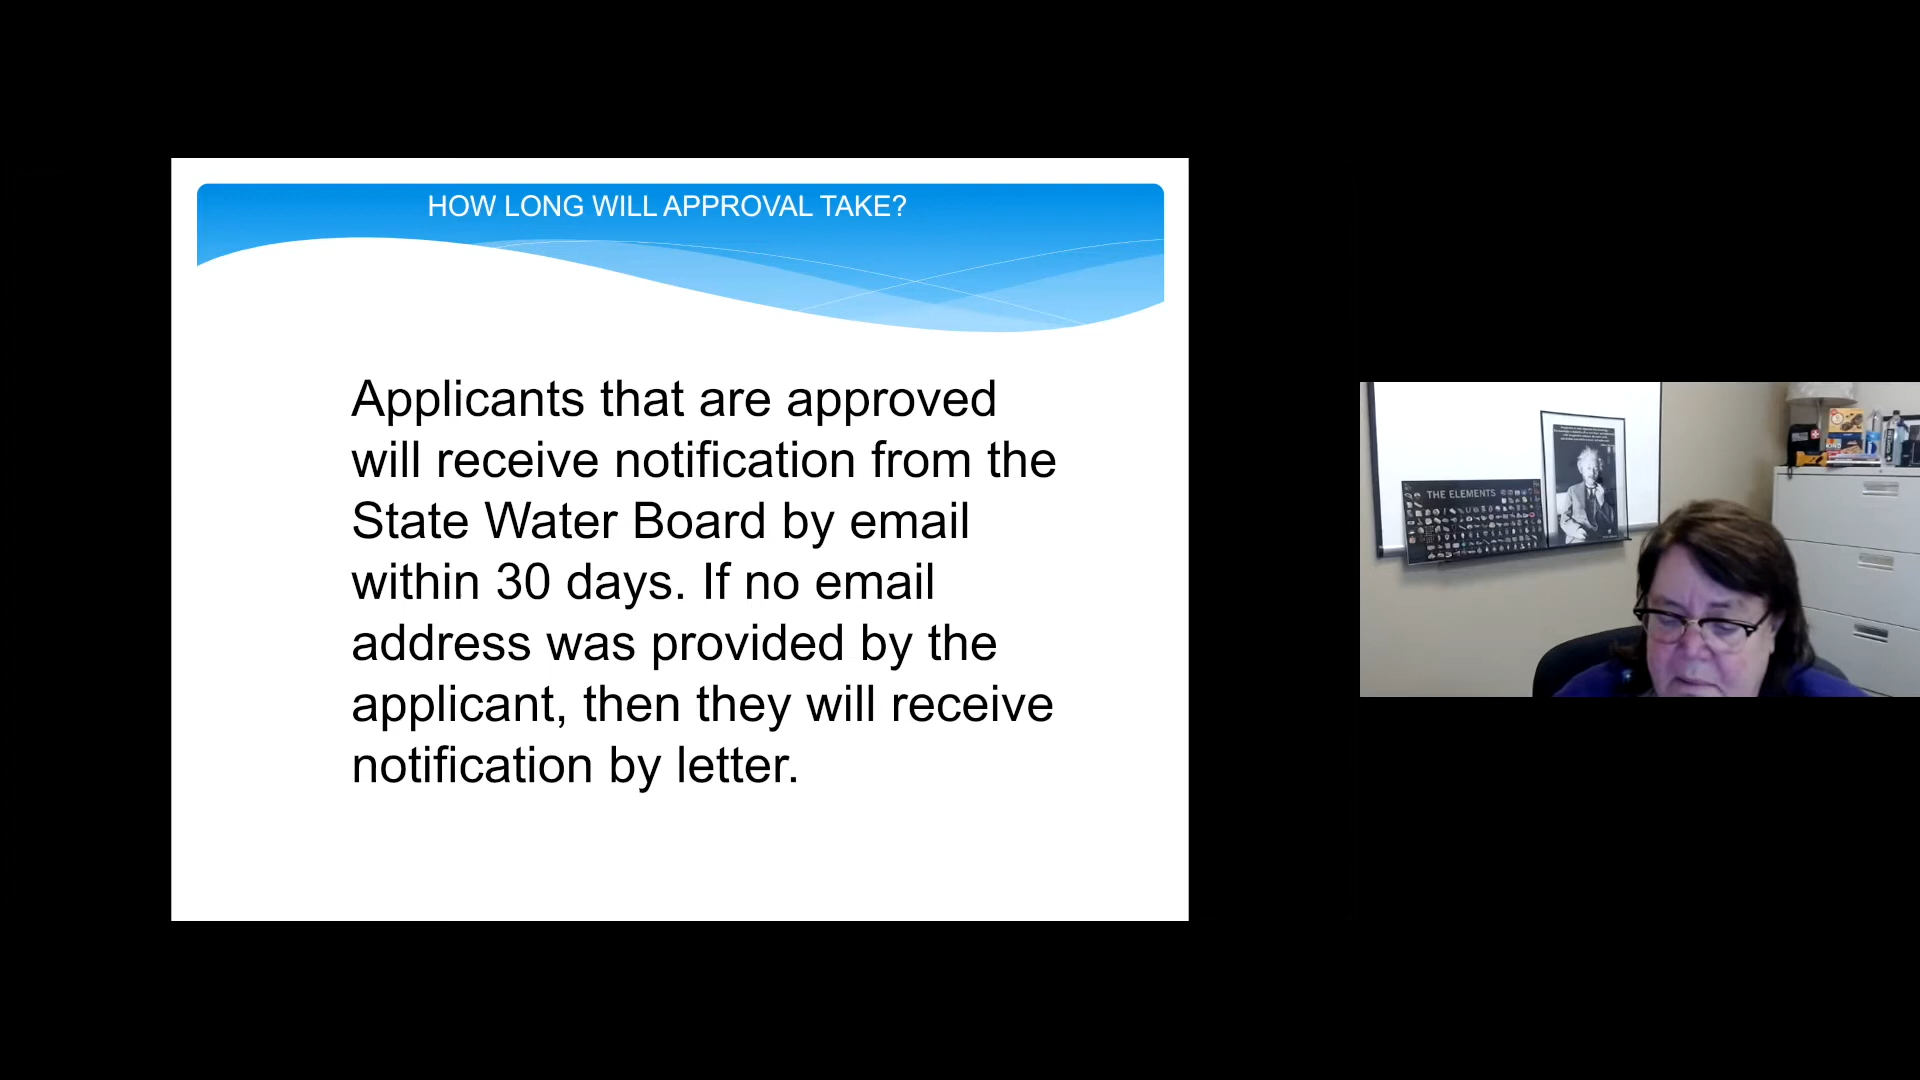 HOW LONG WILL APPROVAL TAKE?
Applicants that are approved
will receive notification from the
State Water Board by email
within 30 days. If no email
address was provided by the
applicant, then they will receive
notification by letter.
THE ELEMENTS